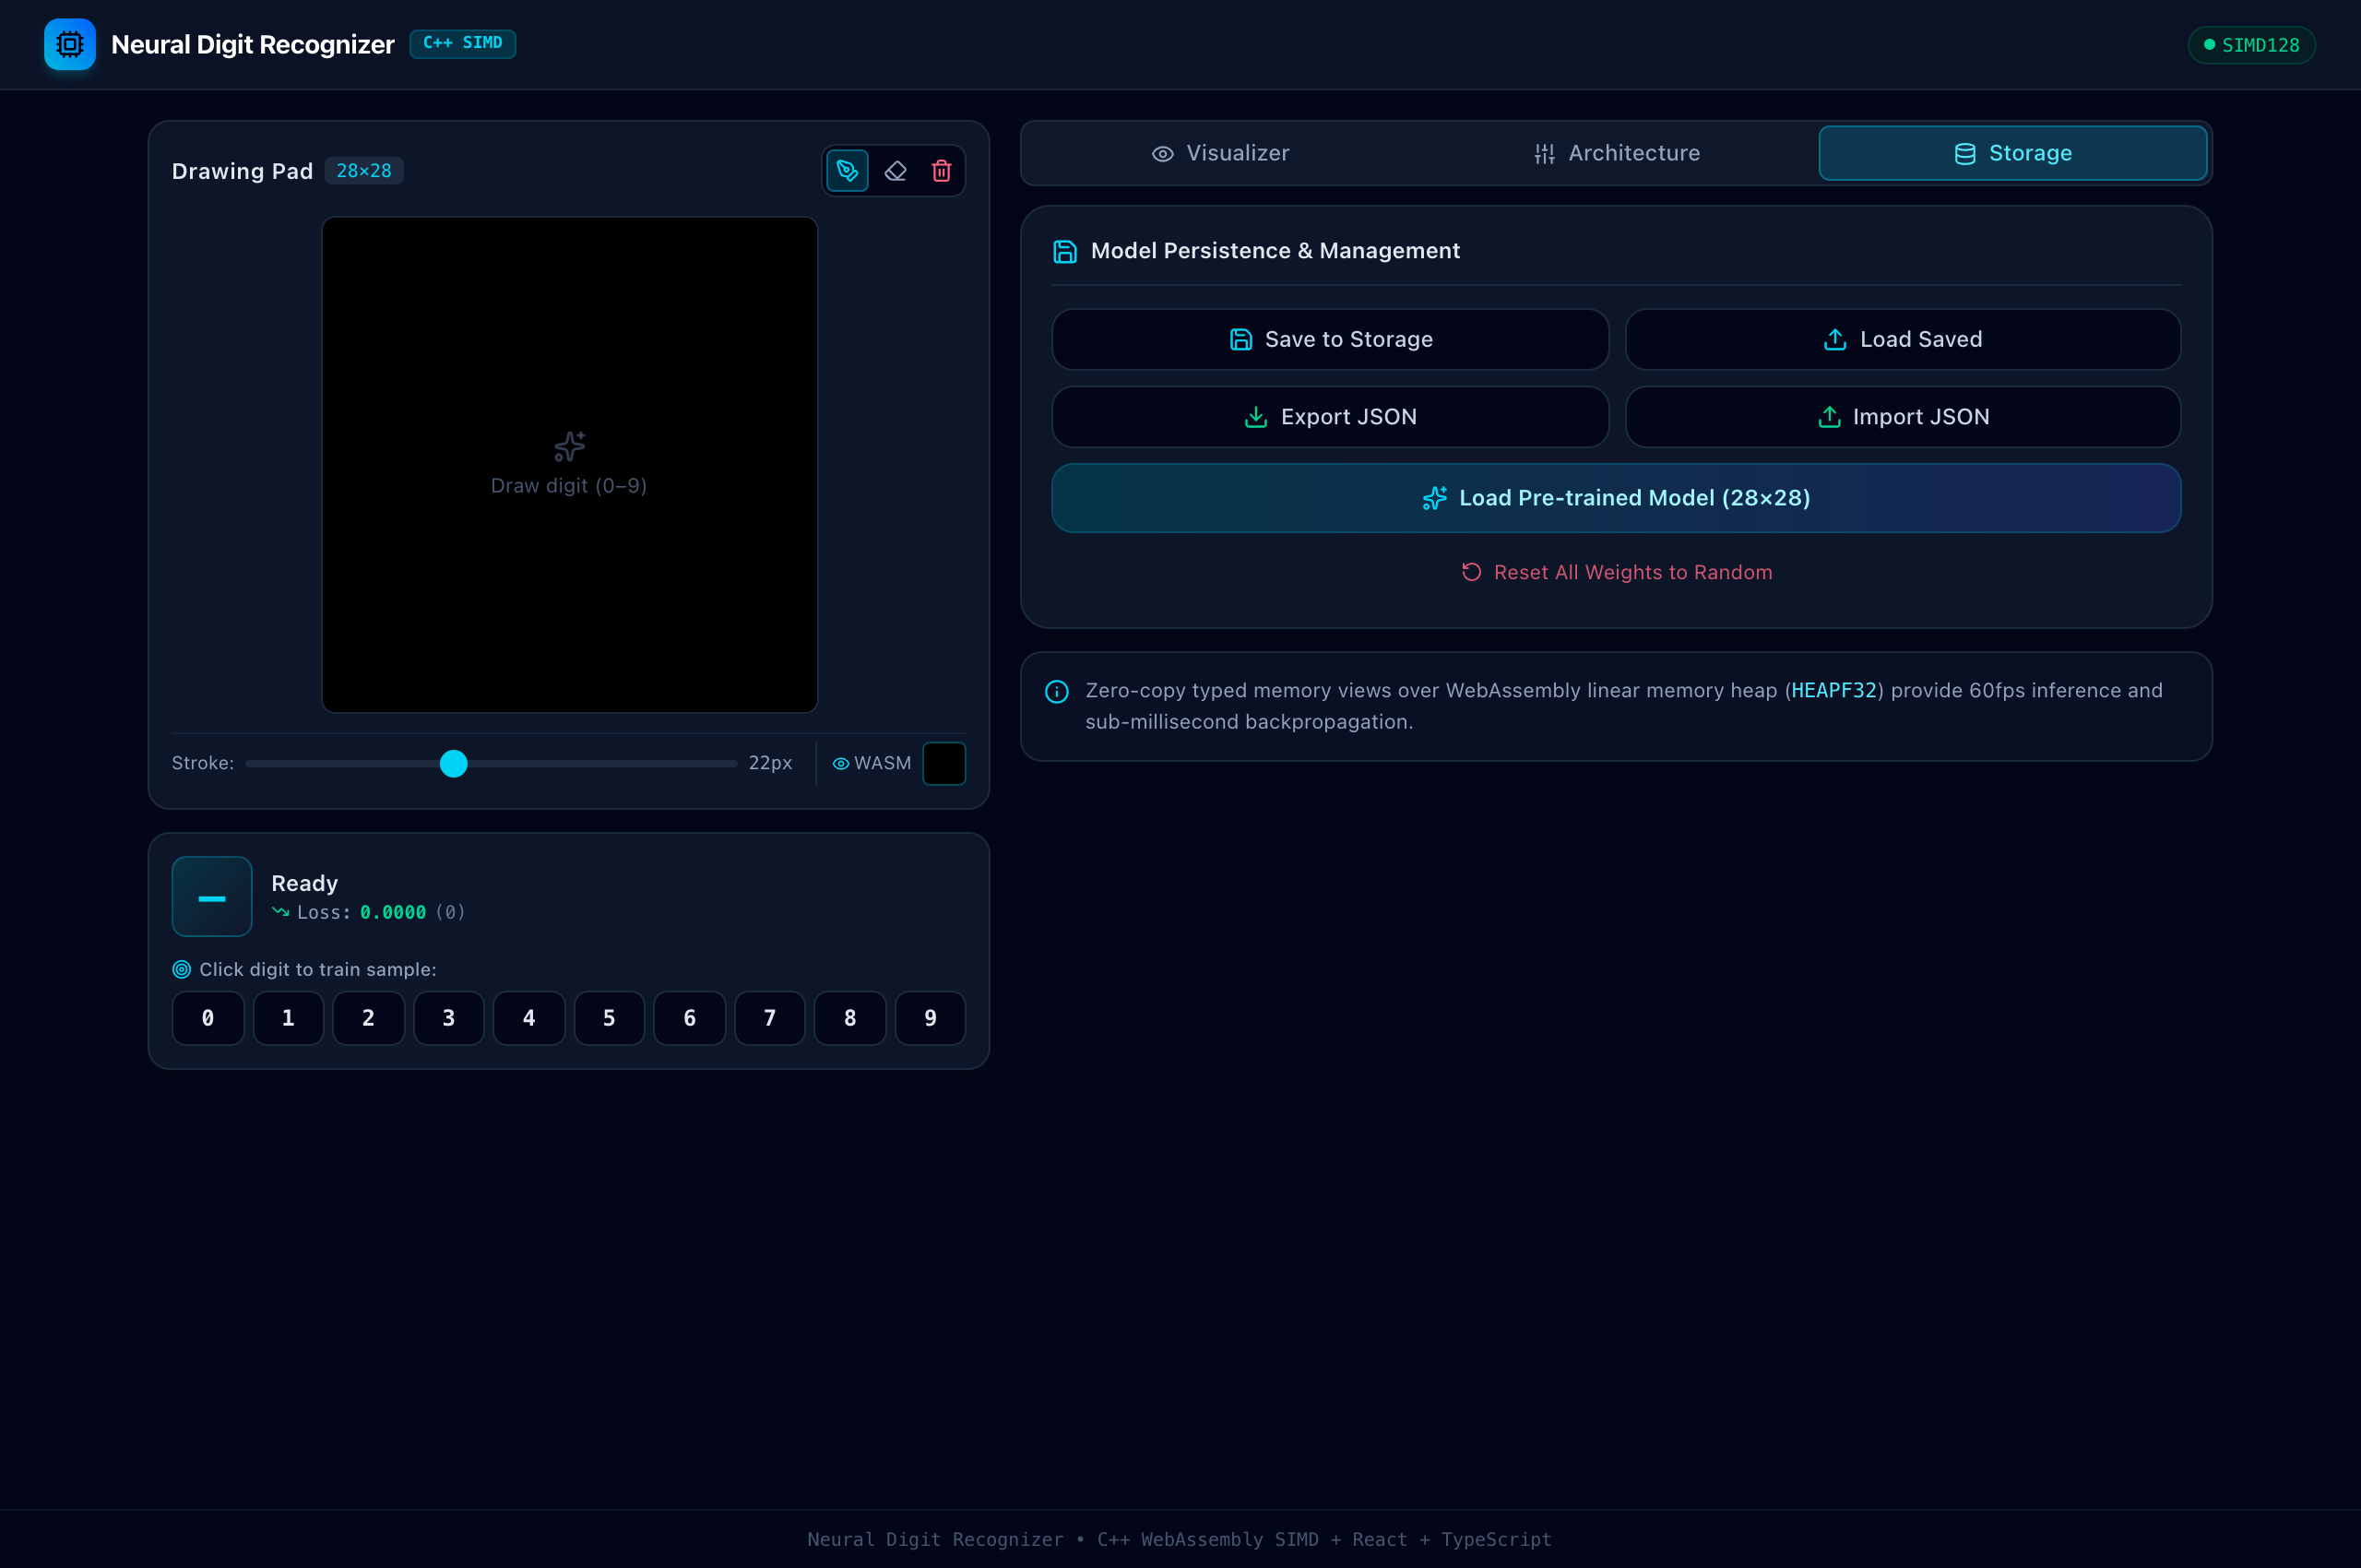 Neural Digit Recognizer
C++ SIMD
SIMD128
Drawing Pad
28×28
Draw digit (0–9)
Stroke:
22px
WASM
Ready
Loss: 0.0000 (0)
Click digit to train sample:
0 1 2 3 4 5 6 7 8 9
Visualizer
Architecture
Storage
Model Persistence & Management
Save to Storage
Load Saved
Export JSON
Import JSON
Load Pre-trained Model (28×28)
Reset All Weights to Random
Zero-copy typed memory views over WebAssembly linear memory heap (HEAPF32) provide 60fps inference and
sub-millisecond backpropagation.
Neural Digit Recognizer • C++ WebAssembly SIMD + React + TypeScript